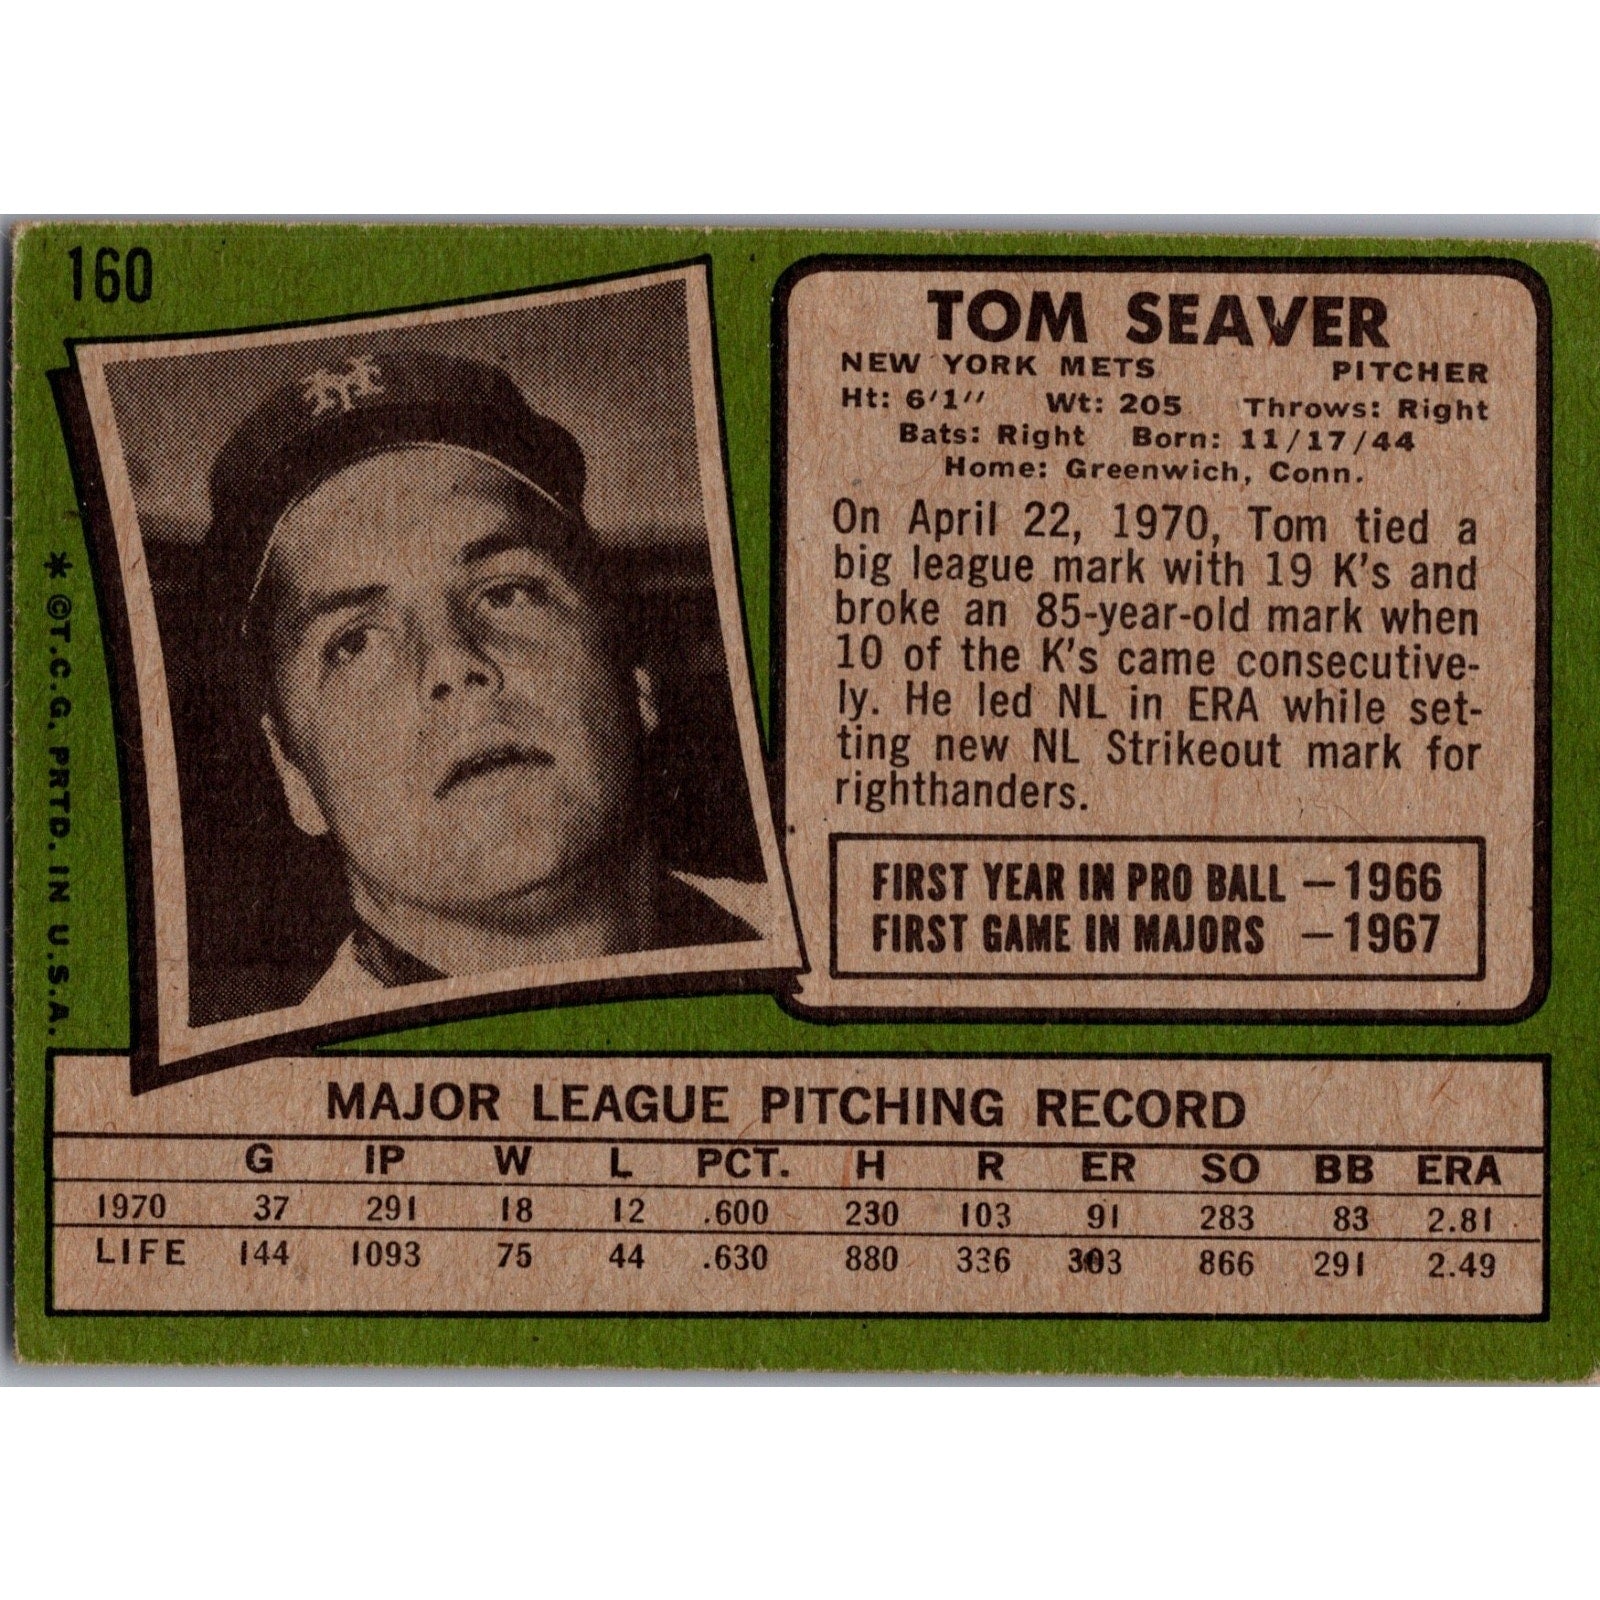 160
TOM SEAVER
NEW YORK METS PITCHER
Ht: 6'1" Wt: 205 Throws: Right
Bats: Right Born: 11/17/44
Home: Greenwich, Conn.
On April 22, 1970, Tom tied a
big league mark with 19 K's and
broke an 85-year-old mark when
10 of the K's came consecutive-
ly. He led NL in ERA while set-
ting new NL Strikeout mark for
righthanders.
FIRST YEAR IN PRO BALL — 1966
FIRST GAME IN MAJORS — 1967
* ©T.C.G. PRTD. IN U.S.A.
MAJOR LEAGUE PITCHING RECORD
G IP W L PCT. H R ER SO BB ERA
1970 37 291 18 12 .600 230 103 91 283 83 2.81
LIFE 144 1093 75 44 .630 880 336 303 866 291 2.49
NY